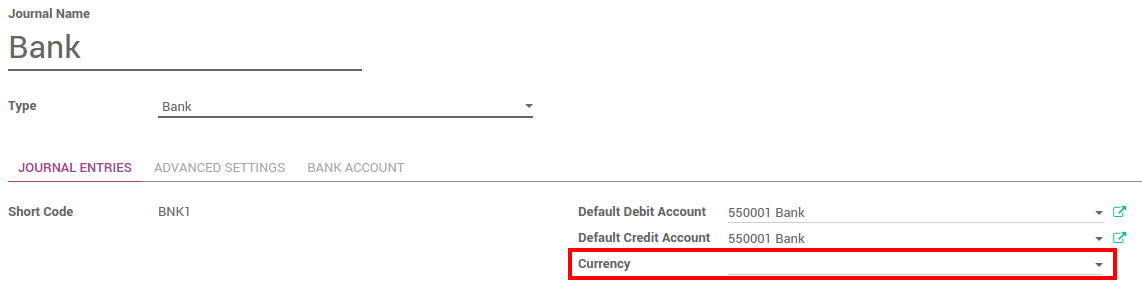 Journal Name
Bank
Type Bank
JOURNAL ENTRIES ADVANCED SETTINGS BANK ACCOUNT
Short Code BNK1 Default Debit Account 550001 Bank
Default Credit Account 550001 Bank
Currency